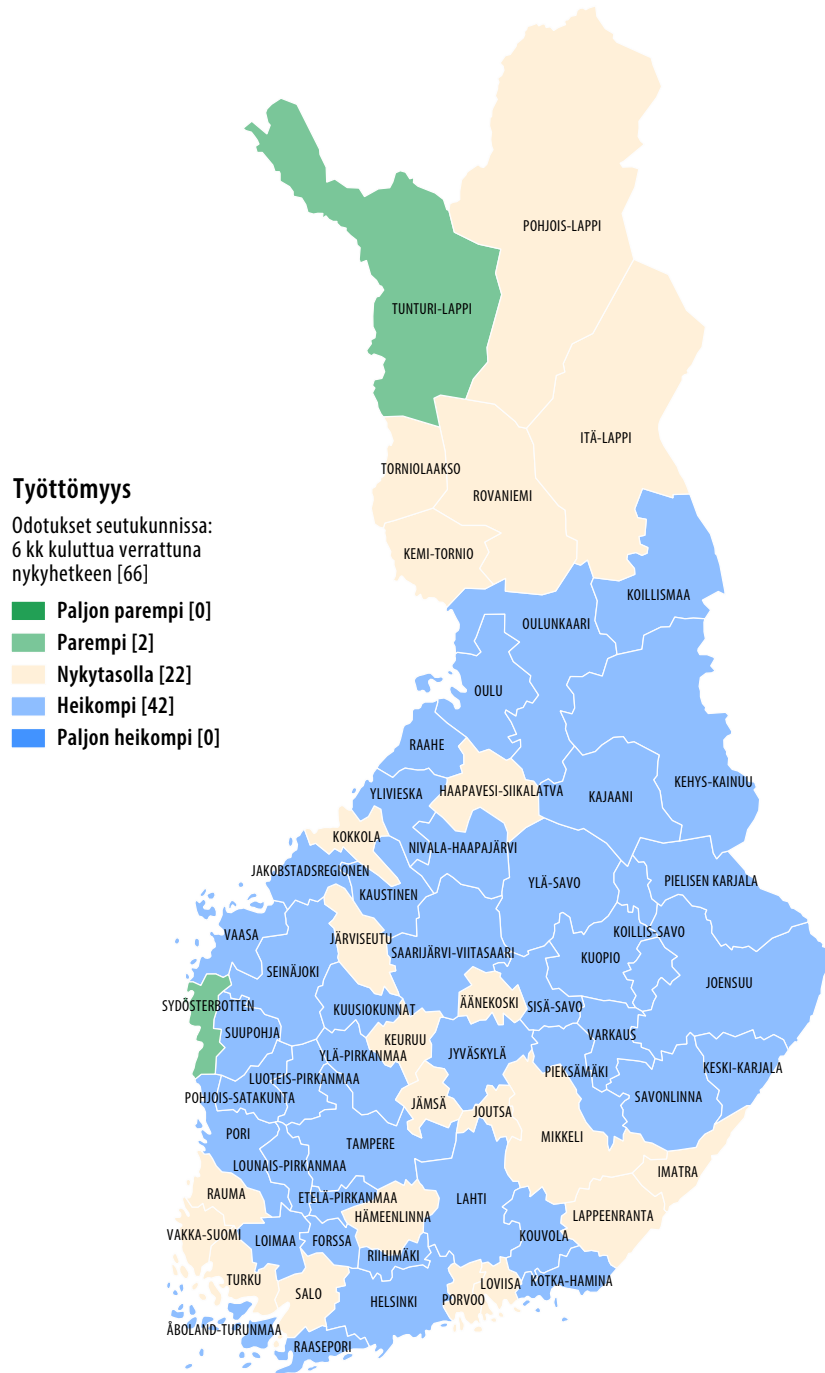 POHJOIS-LAPPI
TUNTURI-LAPPI
ITÄ-LAPPI
TORNIOLAAKSO
ROVANIEMI
KEMI-TORNIO
Työttömyys
Odotukset seutukunnissa:
6 kk kuluttua verrattuna
nykyhetkeen [66]
Paljon parempi [0]
Parempi [2]
Nykytasolla [22]
Heikompi [42]
Paljon heikompi [0]
KOILLISMAA
OULUNKAARI
OULU
RAAHE
HAAPAVESI-SIIKALATVA
KAJAANI
KEHYS-KAINUU
YLIVIESKA
KOKKOLA
NIVALA-HAAPAJÄRVI
JAKOBSTADSREGIONEN
KAUSTINEN
YLÄ-SAVO
PIELISEN KARJALA
VAASA
JÄRVISEUTU
KOILLIS-SAVO
SEINÄJOKI
SAARIJÄRVI-VIITASAARI
KUOPIO
JOENSUU
SYDÖSTERBOTTEN
KUUSIOKUNNAT
ÄÄNEKOSKI
SISÄ-SAVO
SUUPOHJA
KEURUU
VARKAUS
YLÄ-PIRKANMAA
JYVÄSKYLÄ
PIEKSÄMÄKI
KESKI-KARJALA
LUOTEIS-PIRKANMAA
POHJOIS-SATAKUNTA
JÄMSÄ
JOUTSA
SAVONLINNA
PORI
TAMPERE
MIKKELI
LOUNAIS-PIRKANMAA
IMATRA
RAUMA
ETELÄ-PIRKANMAA
LAHTI
HÄMEENLINNA
LAPPEENRANTA
VAKKA-SUOMI
LOIMAA
FORSSA
KOUVOLA
RIIHIMÄKI
TURKU
SALO
LOVIISA
KOTKA-HAMINA
HELSINKI
PORVOO
ÅBOLAND-TURUNMAA
RAASEPORI